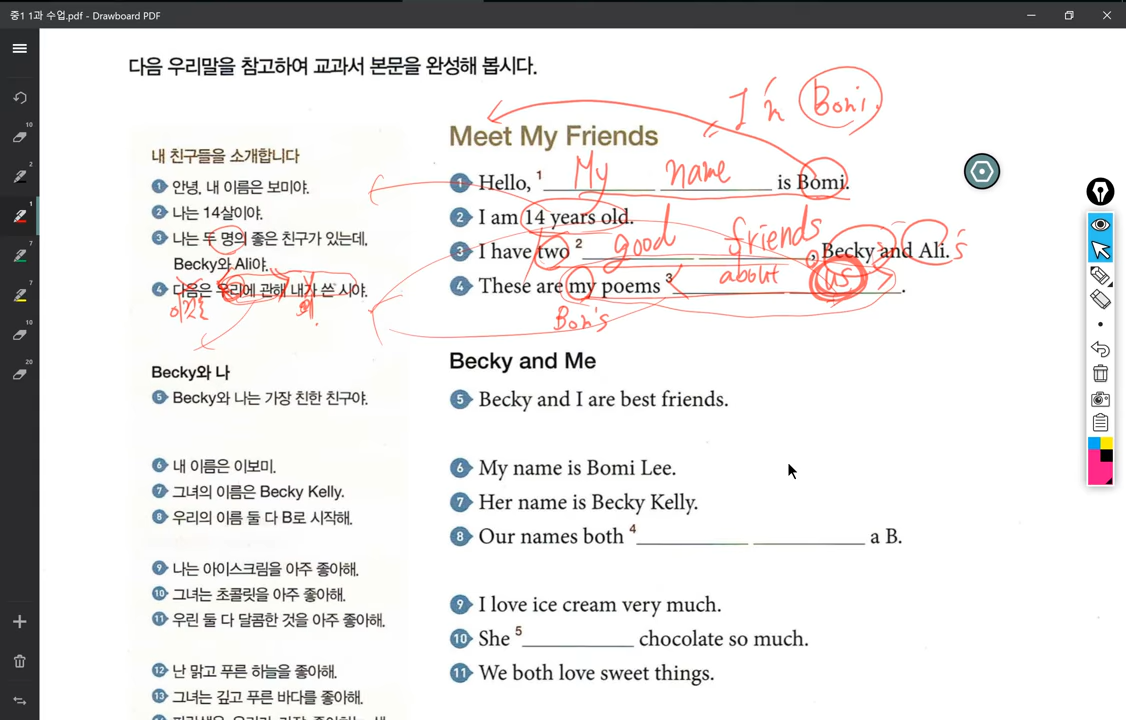 중1 1과 수업.pdf - Drawboard PDF
다음 우리말을 참고하여 교과서 본문을 완성해 봅시다.
I'm Bomi.
Meet My Friends
내 친구들을 소개합니다
1 안녕, 내 이름은 보미야.
2 나는 14살이야.
3 나는 두 명의 좋은 친구가 있는데,
Becky와 Ali야.
4 다음은 우리에 관해 내가 쓴 시야.
이것은
1 Hello, 1 My name is Bomi.
2 I am 14 years old.
3 I have two 2 good friends, Becky and Ali.
4 These are my poems 3 about us.
Bomi's
Becky와 나
5 Becky와 나는 가장 친한 친구야.
6 내 이름은 이보미.
7 그녀의 이름은 Becky Kelly.
8 우리의 이름 둘 다 B로 시작해.
9 나는 아이스크림을 아주 좋아해.
10 그녀는 초콜릿을 아주 좋아해.
11 우린 둘 다 달콤한 것을 아주 좋아해.
12 난 맑고 푸른 하늘을 좋아해.
13 그녀는 깊고 푸른 바다를 좋아해.
Becky and Me
5 Becky and I are best friends.
6 My name is Bomi Lee.
7 Her name is Becky Kelly.
8 Our names both 4 ____ ____ a B.
9 I love ice cream very much.
10 She 5 ____ chocolate so much.
11 We both love sweet things.